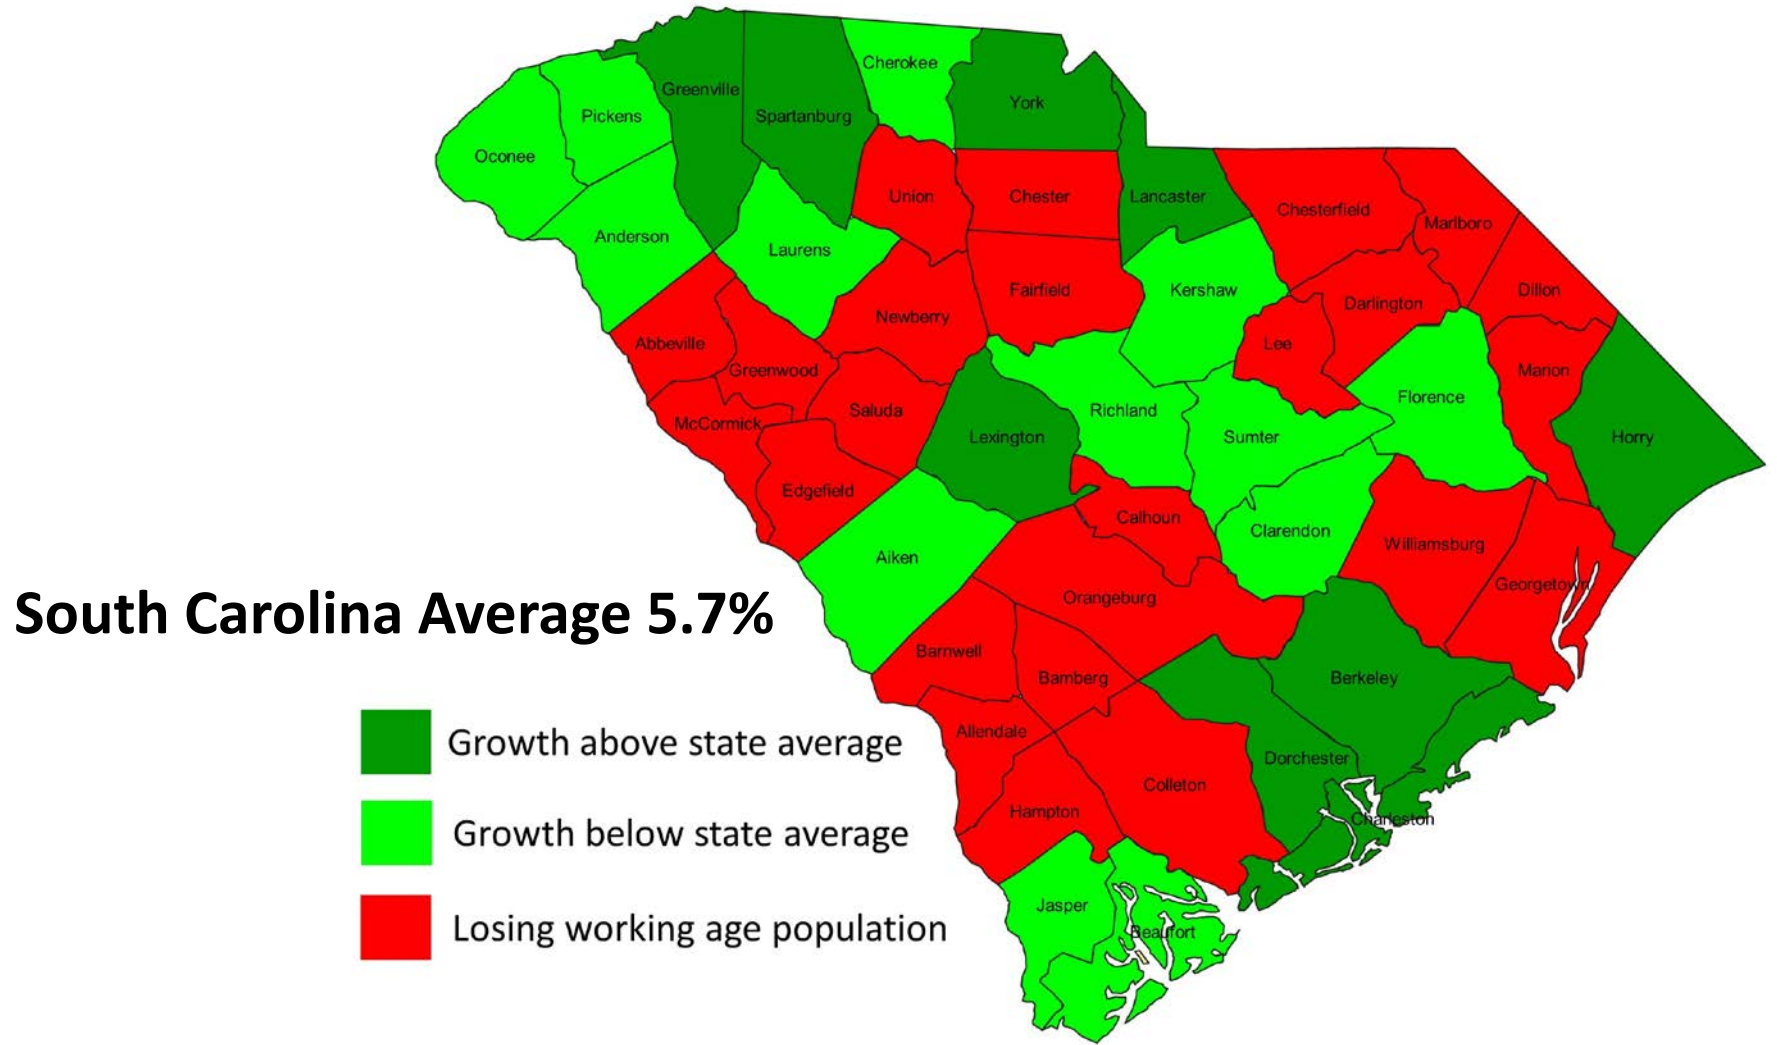 Cherokee
Greenville
York
Pickens
Spartanburg
Oconee
Union
Chester
Lancaster
Chesterfield
Marlboro
Anderson
Laurens
Fairfield
Kershaw
Dillon
Darlington
Newberry
Abbeville
Lee
Greenwood
Marion
Florence
Saluda
Richland
McCormick
Lexington
Sumter
Horry
Edgefield
Calhoun
Clarendon
Williamsburg
Aiken
Georgetown
Orangeburg
South Carolina Average 5.7%
Barnwell
Bamberg
Berkeley
Allendale
Growth above state average
Dorchester
Colleton
Hampton
Charleston
Growth below state average
Jasper
Losing working age population
Beaufort